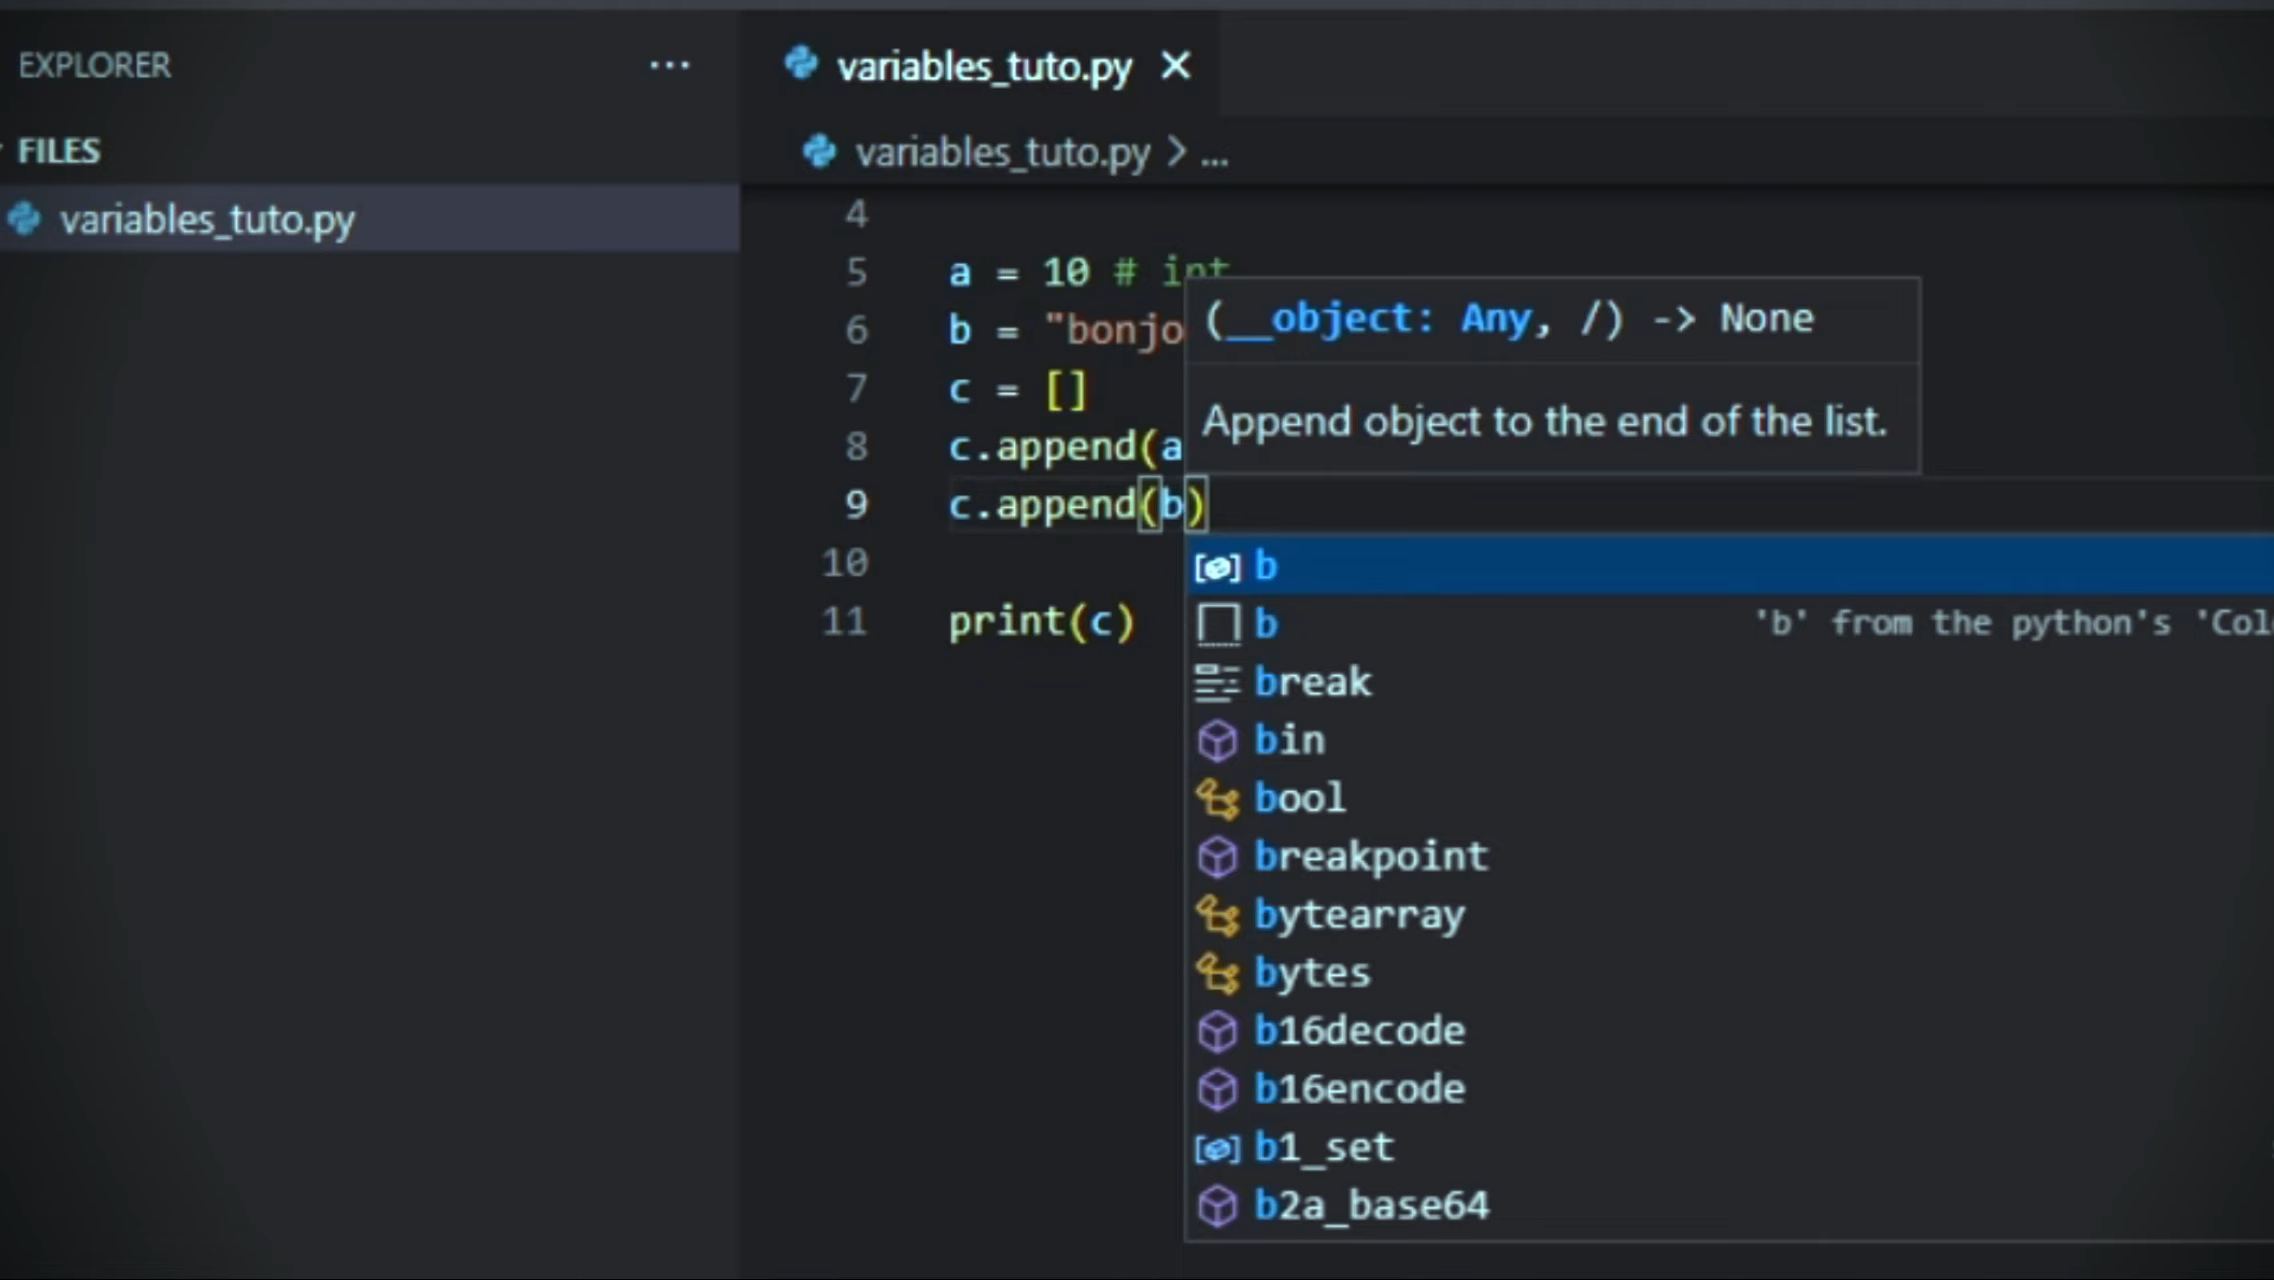 EXPLORER
...
FILES
variables_tuto.py
variables_tuto.py
variables_tuto.py > ...
4
5 a = 10 # int
6 b = "bonjo
7 c = []
8 c.append(a
9 c.append(b)
10
11 print(c)
(__object: Any, /) -> None
Append object to the end of the list.
b
b 'b' from the python's 'Col
break
bin
bool
breakpoint
bytearray
bytes
b16decode
b16encode
b1_set
b2a_base64